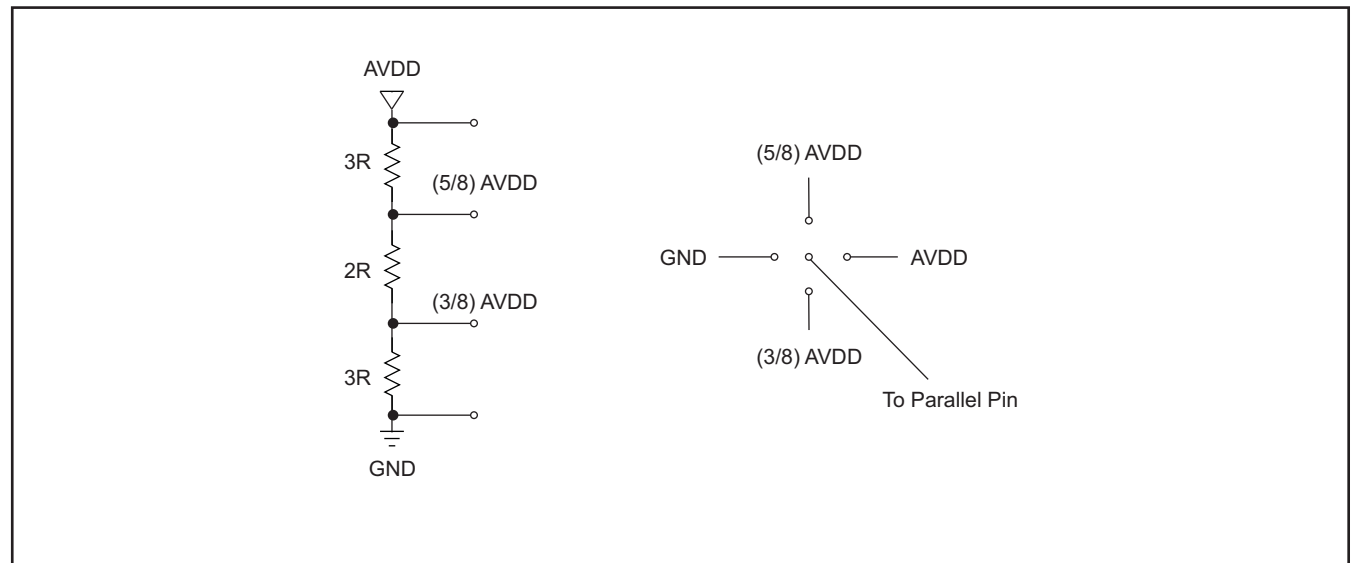 AVDD
3R
(5/8) AVDD
2R
(3/8) AVDD
3R
GND
(5/8) AVDD
GND
AVDD
(3/8) AVDD
To Parallel Pin